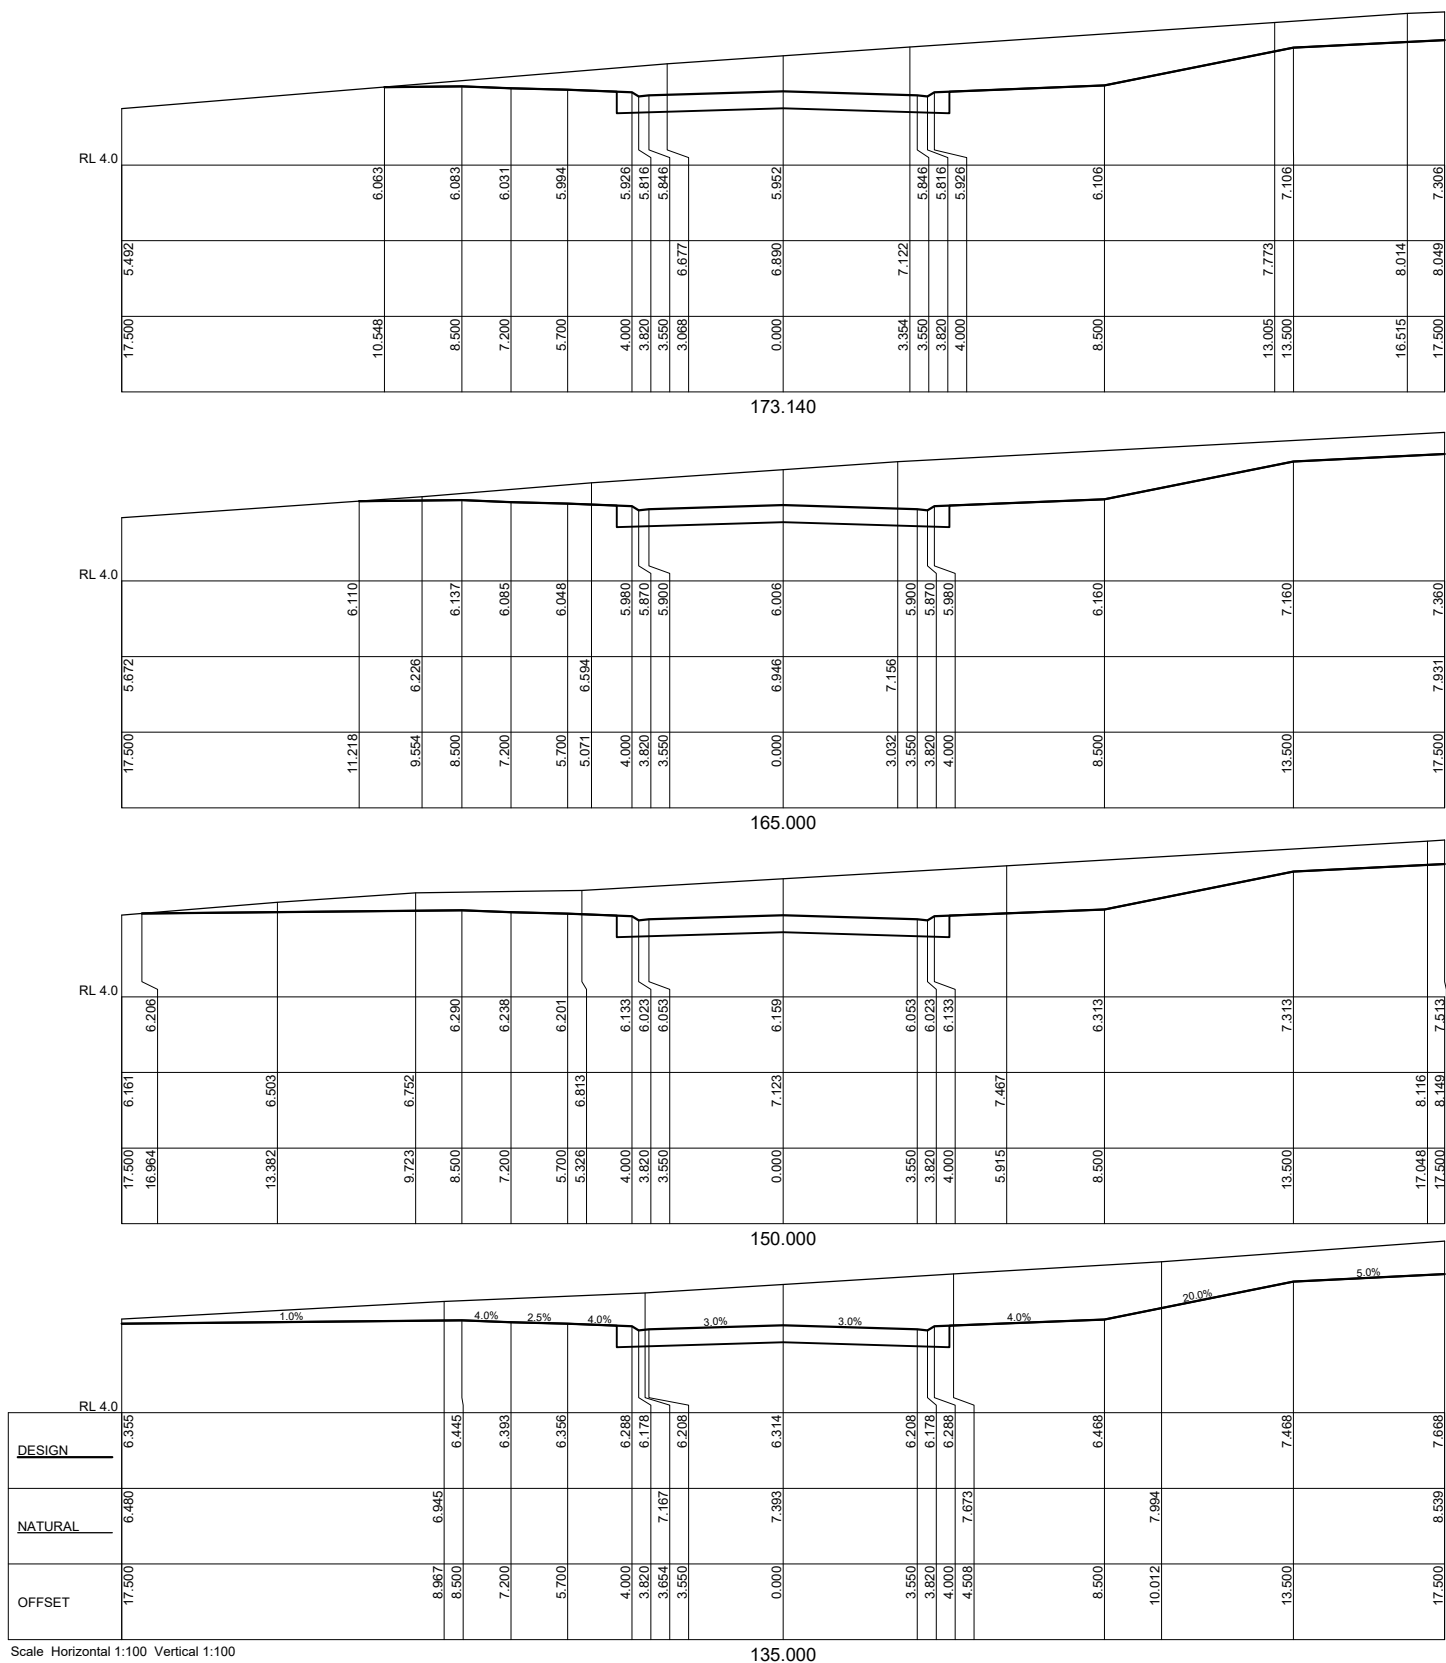 RL 4.0
6.063 6.083 6.031 5.994 5.926 5.816 5.846 5.952 5.846 5.816 5.926 6.106 7.106 7.306
5.492 6.677 6.890 7.122 7.773 8.014 8.049
17.500 10.548 8.500 7.200 5.700 4.000 3.820 3.550 3.068 0.000 3.354 3.550 3.820 4.000 8.500 13.005 13.500 16.515 17.500
173.140
RL 4.0
6.110 6.137 6.085 6.048 5.980 5.870 5.900 6.006 5.900 5.870 5.980 6.160 7.160 7.360
5.672 6.226 6.594 6.946 7.156 7.931
17.500 11.218 9.554 8.500 7.200 5.700 5.071 4.000 3.820 3.550 0.000 3.032 3.550 3.820 4.000 8.500 13.500 17.500
165.000
RL 4.0
6.206 6.290 6.238 6.201 6.133 6.023 6.053 6.159 6.053 6.023 6.133 6.313 7.313 7.513
6.161 6.503 6.752 6.813 7.123 7.467 8.116 8.149
17.500 16.964 13.382 9.723 8.500 7.200 5.700 5.326 4.000 3.820 3.550 0.000 3.550 3.820 4.000 5.915 8.500 13.500 17.048 17.500
150.000
1.0% 4.0% 2.5% 4.0% 3.0% 3.0% 4.0% 20.0% 5.0%
RL 4.0
DESIGN 6.355 6.445 6.393 6.356 6.288 6.178 6.208 6.314 6.208 6.178 6.288 6.468 7.468 7.668
NATURAL 6.480 6.945 7.167 7.393 7.673 7.994 8.539
OFFSET 17.500 8.967 8.500 7.200 5.700 4.000 3.820 3.654 3.550 0.000 3.550 3.820 4.000 4.508 8.500 10.012 13.500 17.500
Scale Horizontal 1:100 Vertical 1:100
135.000